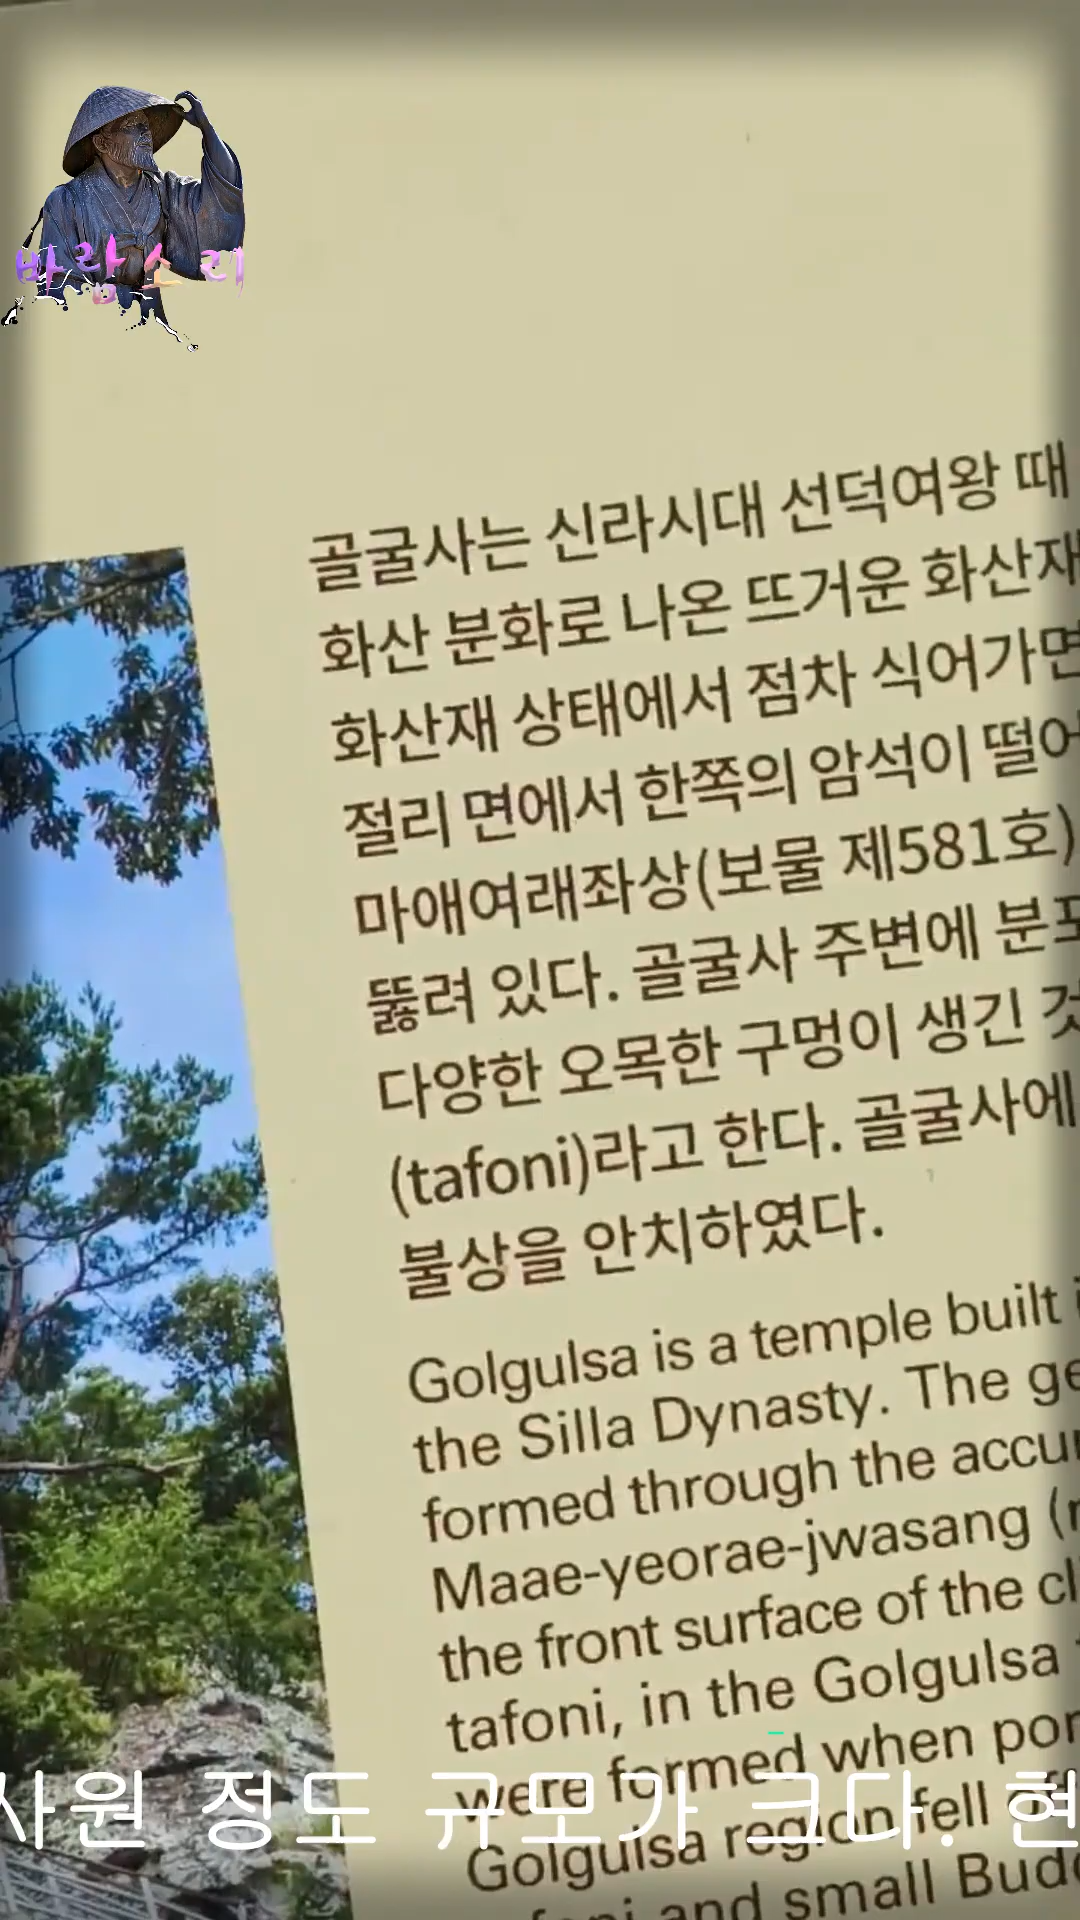 바람소리
골굴사는 신라시대 선덕여왕 때
화산 분화로 나온 뜨거운 화산재
화산재 상태에서 점차 식어가면
절리 면에서 한쪽의 암석이 떨어
마애여래좌상(보물 제581호)
뚫려 있다. 골굴사 주변에 분포
다양한 오목한 구멍이 생긴 것
(tafoni)라고 한다. 골굴사에
불상을 안치하였다.
Golgulsa is a temple built
the Silla Dynasty. The
formed through the
Maae-yeorae-jwasang
the front surface of the
tafoni, in the Golgulsa
were formed when
Golgulsa region fell
and small
사원 정도 규모가 크다. 현